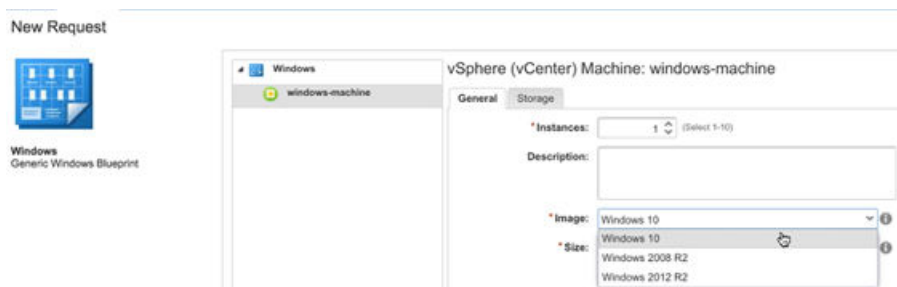 New Request
Windows
Generic Windows Blueprint
Windows
windows-machine
vSphere (vCenter) Machine: windows-machine
General Storage
*Instances: 1 (Select 1-10)
Description:
*Image: Windows 10
*Size:
Windows 10
Windows 2008 R2
Windows 2012 R2